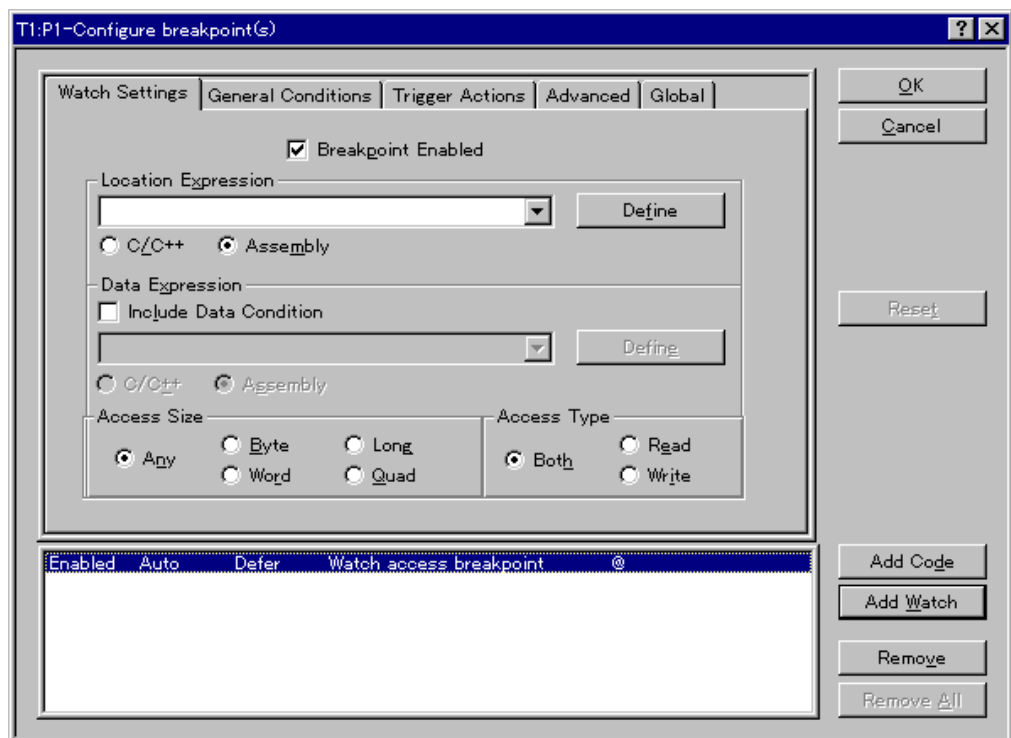 T1:P1-Configure breakpoint(s)
Watch Settings General Conditions Trigger Actions Advanced Global
OK
Cancel
Breakpoint Enabled
Location Expression
Define
C/C++ Assembly
Data Expression
Include Data Condition
Reset
Define
C/C++ Assembly
Access Size
Any
Byte
Long
Word
Quad
Access Type
Both
Read
Write
Enabled Auto Defer Watch access breakpoint @
Add Code
Add Watch
Remove
Remove All